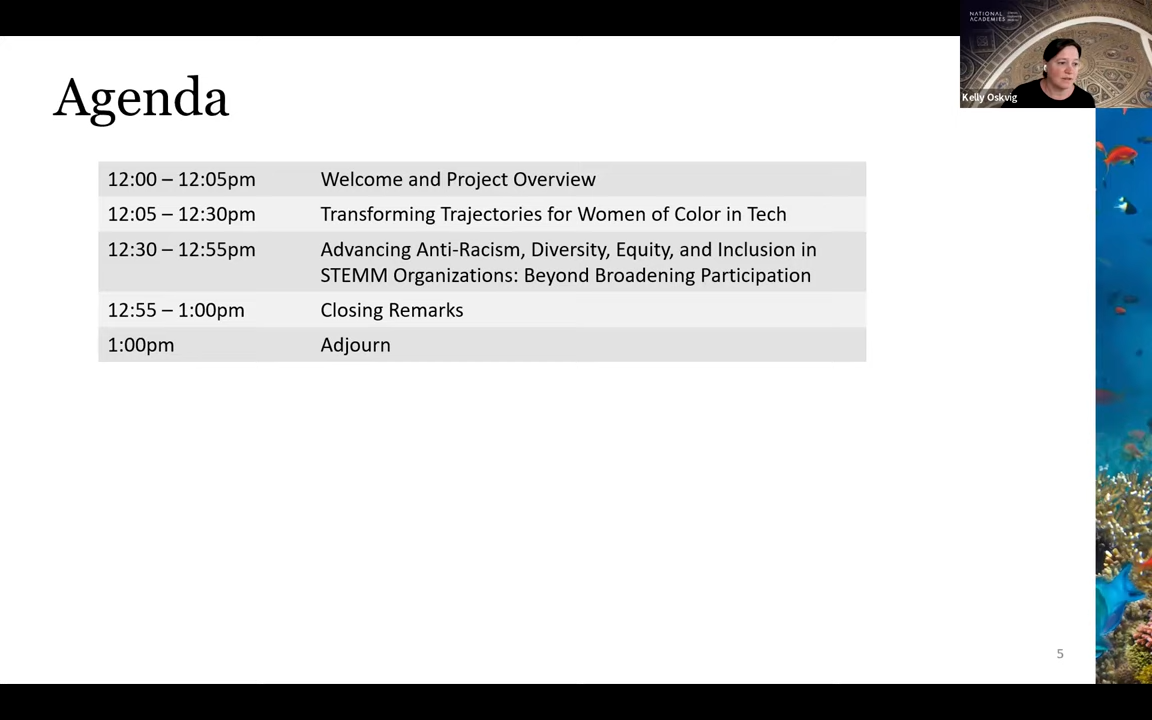 NATIONAL
ACADEMIES
Kelly Oskvig
Agenda
12:00 – 12:05pm Welcome and Project Overview
12:05 – 12:30pm Transforming Trajectories for Women of Color in Tech
12:30 – 12:55pm Advancing Anti-Racism, Diversity, Equity, and Inclusion in
STEMM Organizations: Beyond Broadening Participation
12:55 – 1:00pm Closing Remarks
1:00pm Adjourn
5